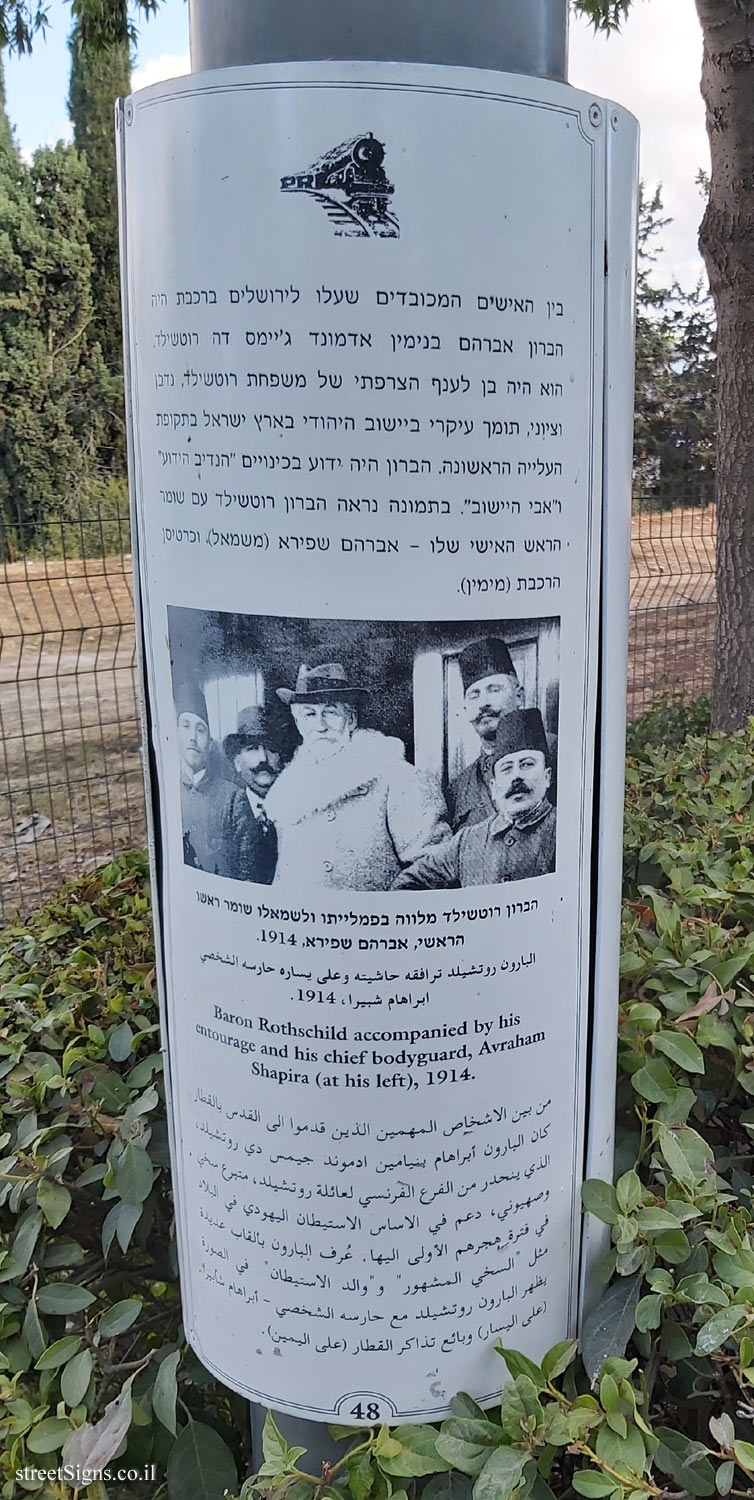 PR
בין האישים המכובדים שעלו לירושלים ברכבת היה
הברון אברהם בנימין אדמונד ג'יימס דה רוטשילד,
הוא היה בן לענף הצרפתי של משפחת רוטשילד, נדבן
וציוני, תומך עיקרי ביישוב היהודי בארץ ישראל בתקופת
העלייה הראשונה. הברון היה ידוע בכינויים "הנדיב הידוע"
ו"אבי היישוב". בתמונה נראה הברון רוטשילד עם שומר
הראש האישי שלו – אברהם שפירא (משמאל), וכרטיסן
הרכבת (מימין).
הברון רוטשילד מלווה בפמלייתו ולשמאלו שומר ראשו
הראשי, אברהם שפירא, 1914.
البارون روتشيلد ترافقه حاشيته وعلى يساره حارسه الشخصي
ابراهام شبيرا، 1914.
Baron Rothschild accompanied by his
entourage and his chief bodyguard, Avraham
Shapira (at his left), 1914.
من بين الاشخاص المهمين الذين قدموا الى القدس بالقطار
كان البارون أبراهام بنيامين ادموند جيمس دي روتشيلد،
الذي ينحدر من الفرع الفرنسي لعائلة روتشيلد، متبرع سخي
وصهيوني، دعم في الاساس الاستيطان اليهودي في البلاد
في فترة هجرهم الأولى اليها. عُرف البارون بألقاب عديدة
مثل "السخي المشهور" و"والد الاستيطان" في الصورة
يظهر البارون روتشيلد مع حارسه الشخصي – أبراهام شابيرا،
(على اليسار) وبائع تذاكر القطار (على اليمين).
48
streetSigns.co.il